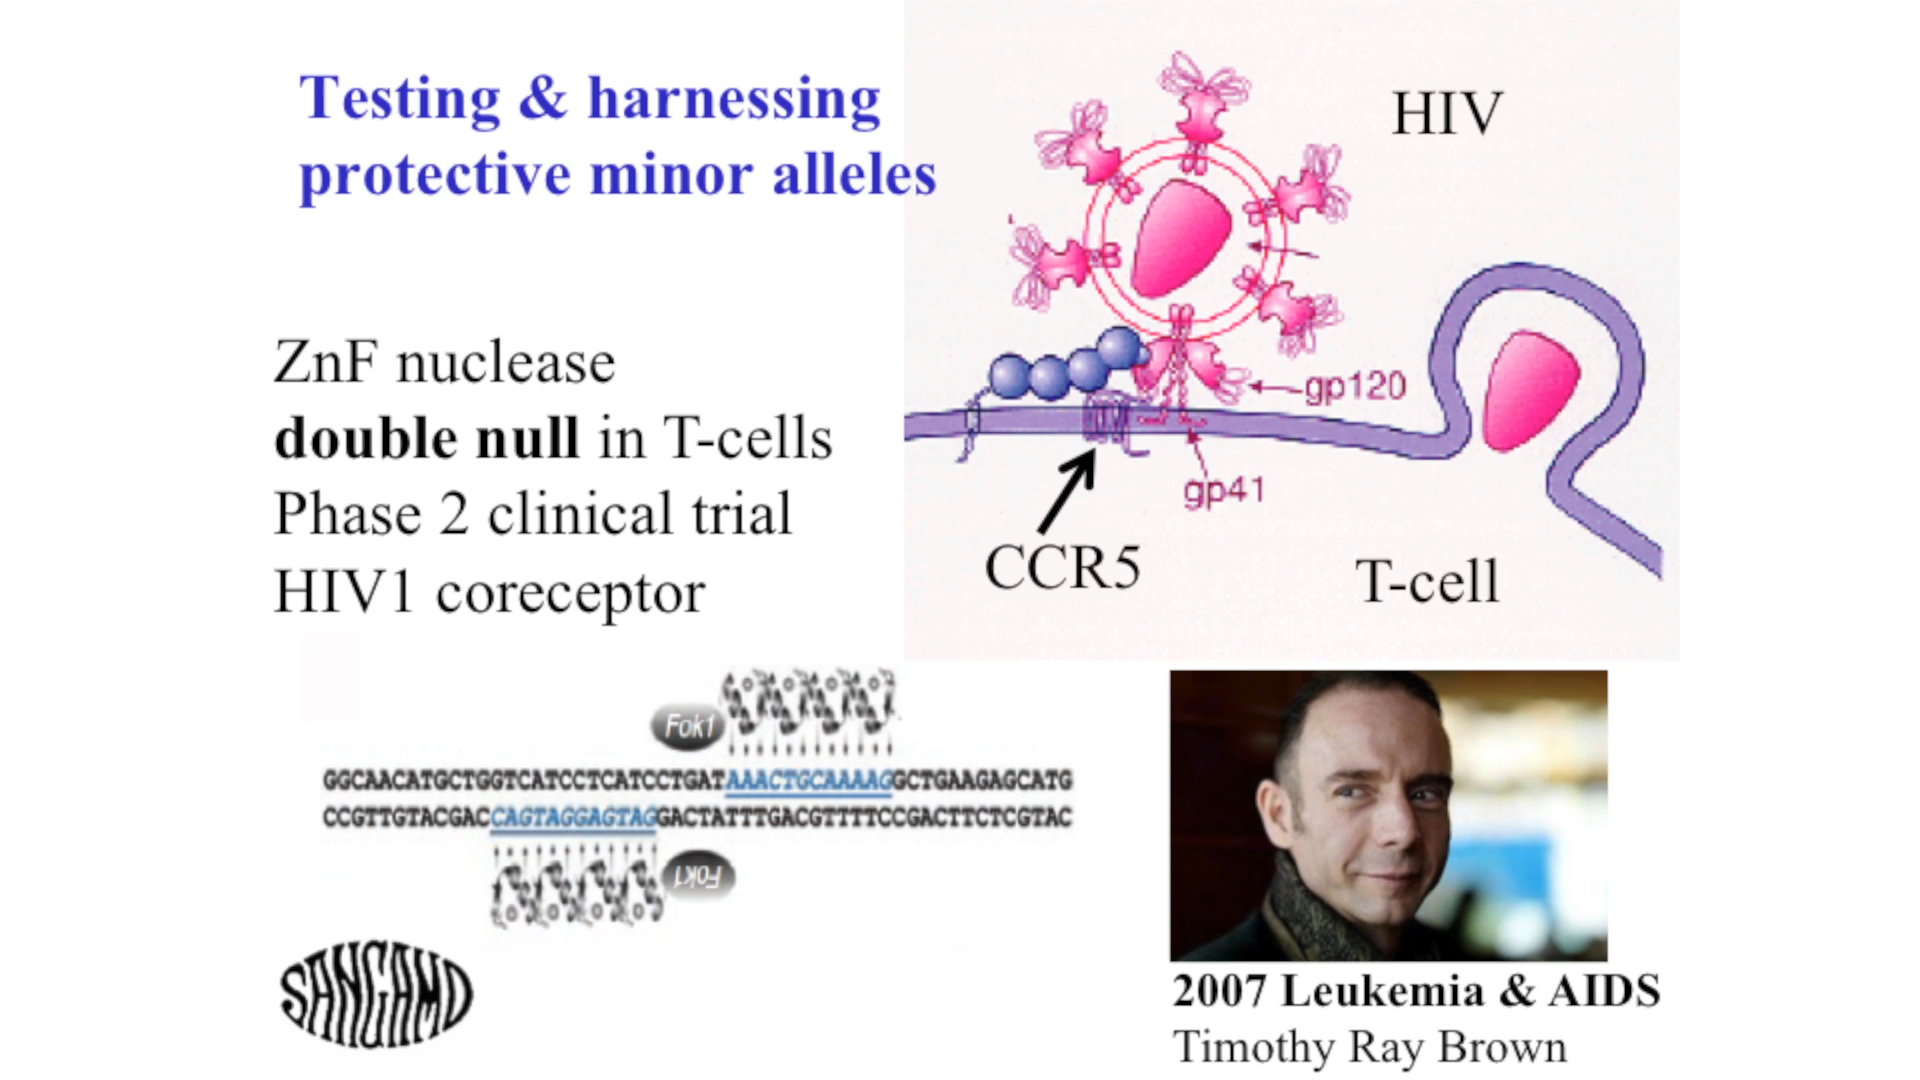 Testing & harnessing
protective minor alleles
HIV
ZnF nuclease
double null in T-cells
Phase 2 clinical trial
HIV1 coreceptor
gp120
gp41
CCR5
T-cell
Fok1
GGCAACATGCTGGTCATCCTCATCCTGATAAACTGCAAAAGGCTGAAGAGCATG
CCGTTGTACGACCAGTAGGAGTAGGACTATTTGACGTTTTCCGACTTCTCGTAC
Fok1
SANGAMO
2007 Leukemia & AIDS
Timothy Ray Brown